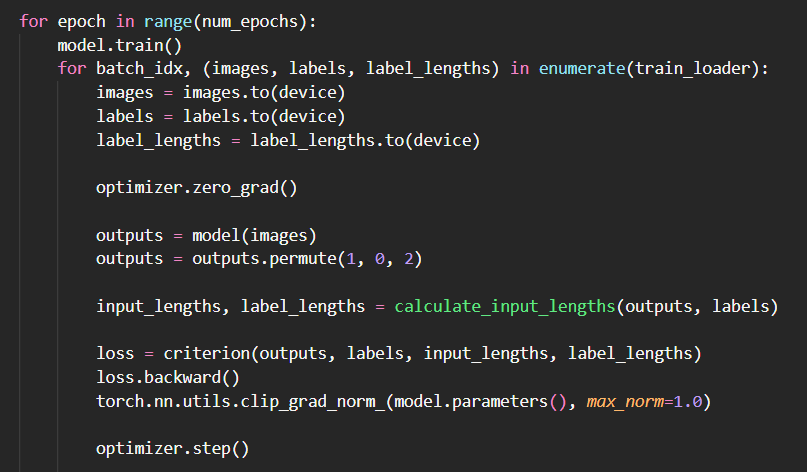 for epoch in range(num_epochs):
    model.train()
    for batch_idx, (images, labels, label_lengths) in enumerate(train_loader):
        images = images.to(device)
        labels = labels.to(device)
        label_lengths = label_lengths.to(device)
        optimizer.zero_grad()
        outputs = model(images)
        outputs = outputs.permute(1, 0, 2)
        input_lengths, label_lengths = calculate_input_lengths(outputs, labels)
        loss = criterion(outputs, labels, input_lengths, label_lengths)
        loss.backward()
        torch.nn.utils.clip_grad_norm_(model.parameters(), max_norm=1.0)
        optimizer.step()